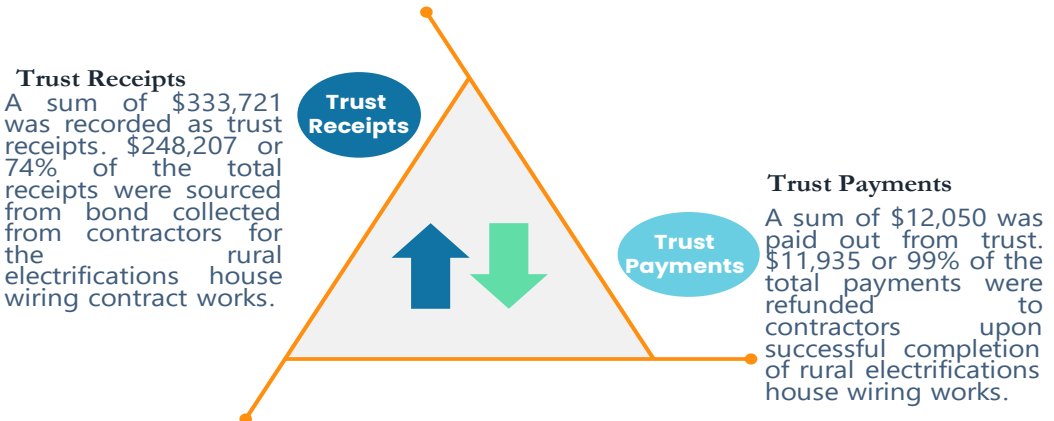 Trust Receipts
A sum of $333,721
was recorded as trust
receipts. $248,207 or
74% of the total
receipts were sourced
from bond collected
from contractors for
the rural
electrifications house
wiring contract works.
Trust
Receipts
Trust
Payments
Trust Payments
A sum of $12,050 was
paid out from trust.
$11,935 or 99% of the
total payments were
refunded to
contractors upon
successful completion
of rural electrifications
house wiring works.